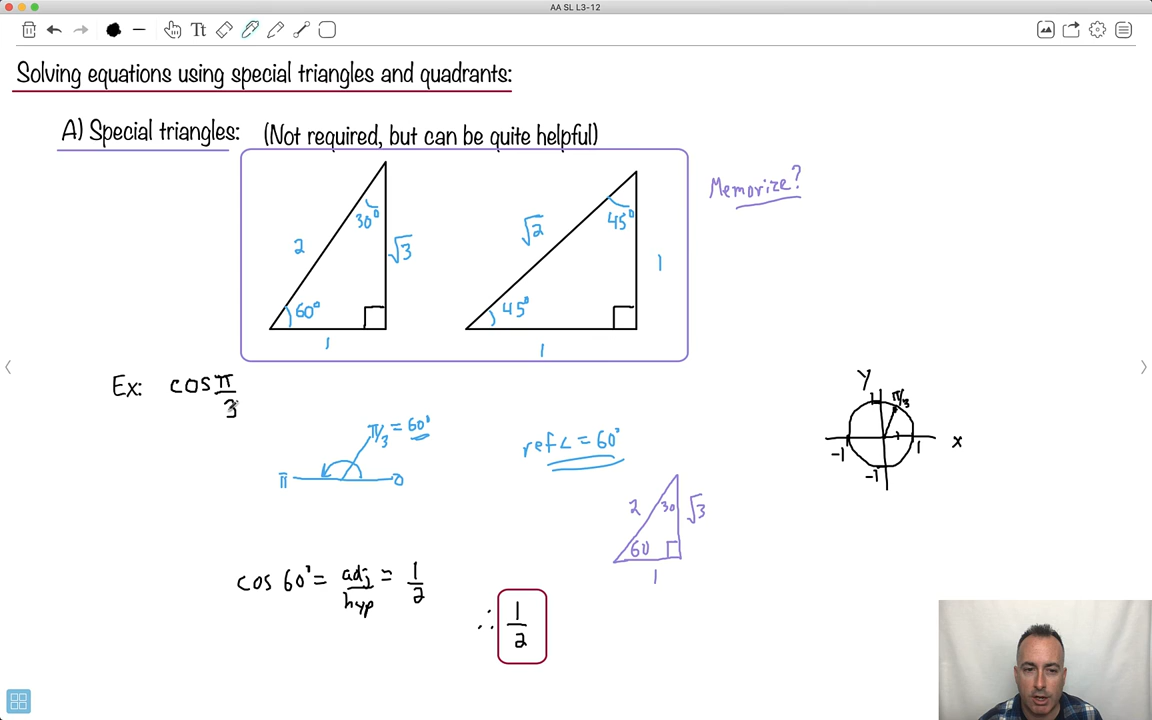 AA SL L3-12
Tt
Solving equations using special triangles and quadrants:
A) Special triangles: (Not required, but can be quite helpful)
Memorize?
30°
2
√3
60°
1
45°
√2
1
45°
1
Ex: cos π/3
π/3 = 60°
π
0
ref∠ = 60°
2
30
√3
60
1
y
1
π/3
x
-1
1
-1
cos 60° = adj/hyp = 1/2
∴ 1/2